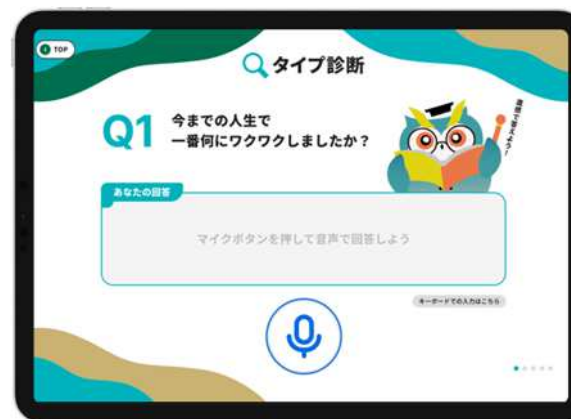 TOP
タイプ診断
Q1
今までの人生で
一番何にワクワクしましたか？
直感で答えよう！
あなたの回答
マイクボタンを押して音声で回答しよう
キーボードでの入力はこちら